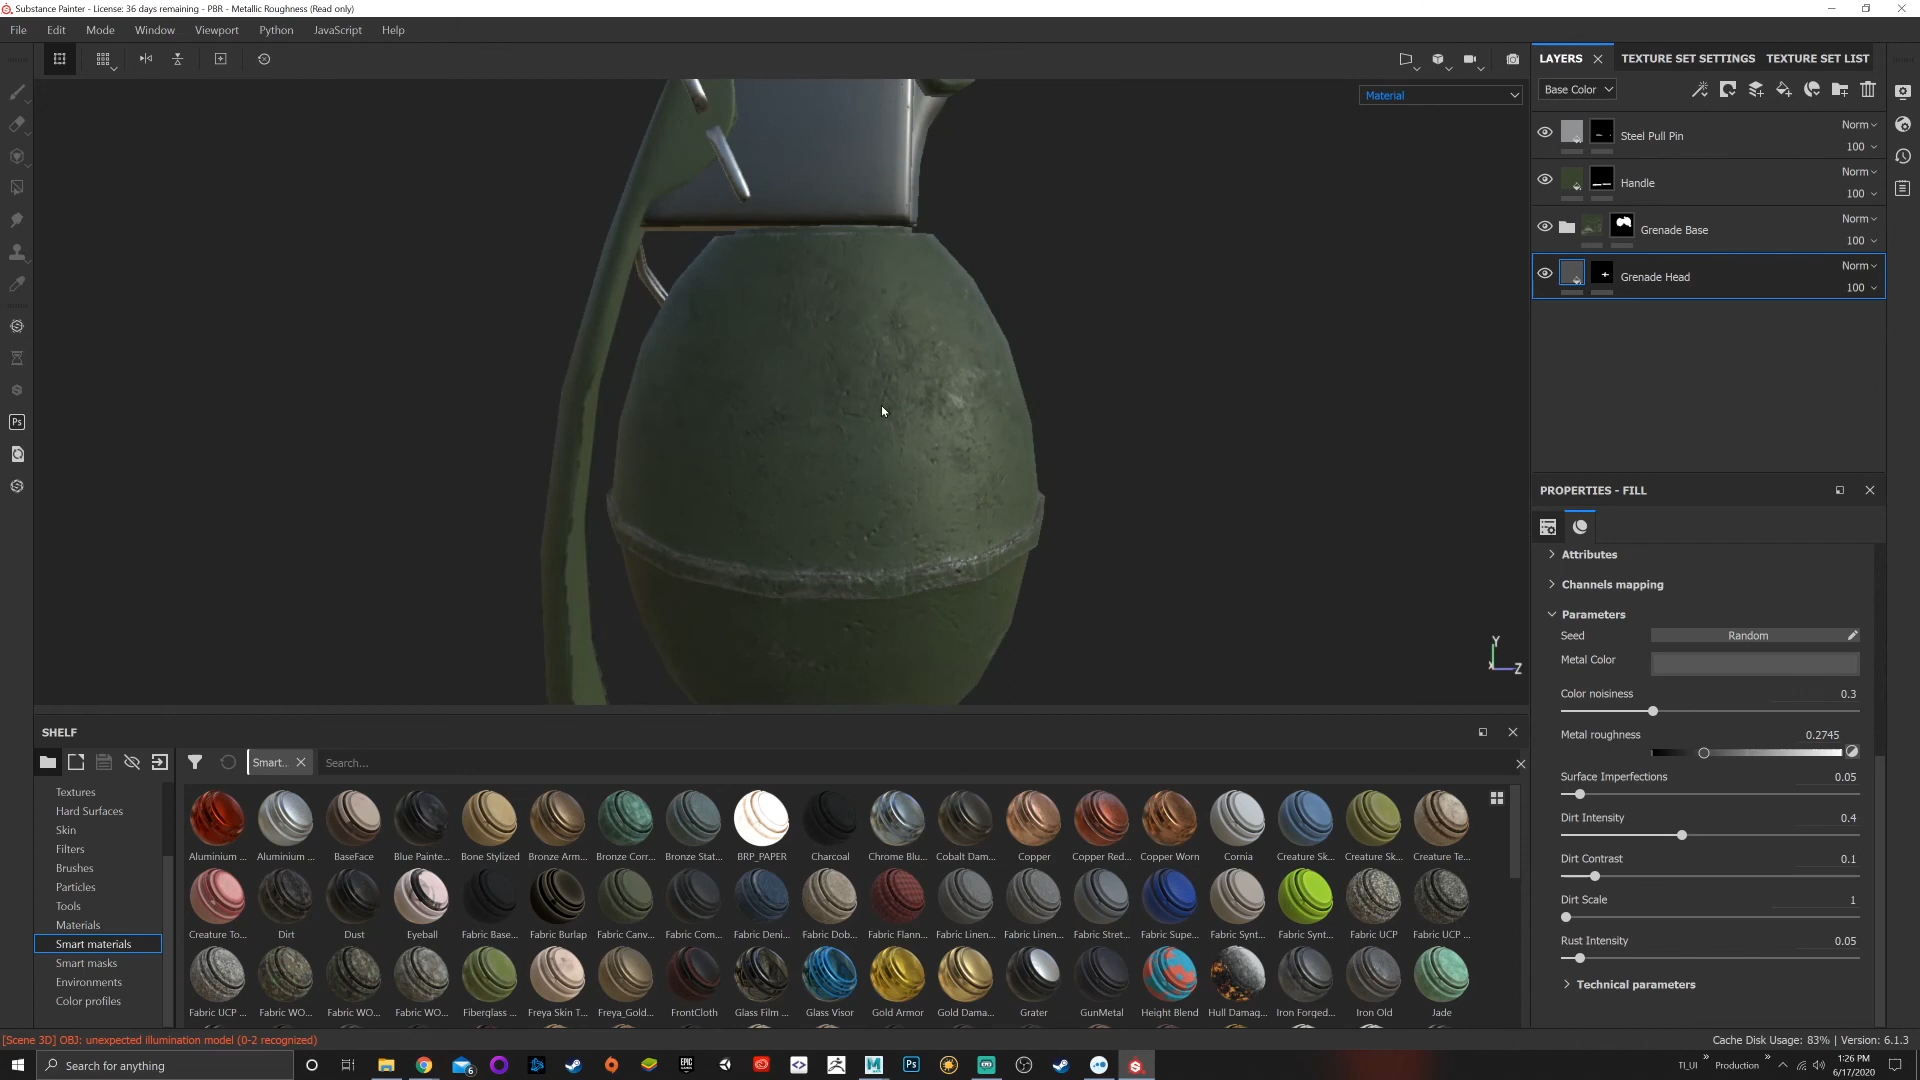 Substance Painter - License: 36 days remaining - PBR - Metallic Roughness (Read only)
File Edit Mode Window Viewport Python JavaScript Help
LAYERS TEXTURE SET SETTINGS TEXTURE SET LIST
Base Color
Material
Steel Pull Pin Norm 100
Handle Norm 100
Grenade Base Norm 100
Grenade Head Norm 100
PROPERTIES - FILL
Attributes
Channels mapping
Parameters
Seed Random
Metal Color
Color noisiness 0.3
Metal roughness 0.2745
Surface Imperfections 0.05
Dirt Intensity 0.4
Dirt Contrast 0.1
Dirt Scale 1
Rust Intensity 0.05
Technical parameters
Y
X Z
SHELF
Smart...
Search...
Textures
Hard Surfaces
Skin
Filters
Brushes
Particles
Tools
Materials
Smart materials
Smart masks
Environments
Color profiles
Aluminium ... Aluminium ... BaseFace Blue Painte... Bone Stylized Bronze Arm... Bronze Corr... Bronze Stat... BRP_PAPER Charcoal Chrome Blu... Cobalt Dam... Copper Copper Red... Copper Worn Cornia Creature Sk... Creature Sk... Creature Te...
Creature To... Dirt Dust Eyeball Fabric Base... Fabric Burlap Fabric Canv... Fabric Com... Fabric Deni... Fabric Dob... Fabric Flann... Fabric Linen... Fabric Linen... Fabric Stret... Fabric Supe... Fabric Synt... Fabric Synt... Fabric UCP Fabric UCP ...
Fabric UCP ... Fabric WO... Fabric WO... Fabric WO... Fiberglass ... Freya Skin T... Freya_Gold... FrontCloth Glass Film ... Glass Visor Gold Armor Gold Dama... Grater GunMetal Height Blend Hull Damag... Iron Forged... Iron Old Jade
[Scene 3D] OBJ: unexpected illumination model (0-2 recognized)
Cache Disk Usage: 83% | Version: 6.1.3
Search for anything
Ps
6
EPIC
M
Ps
TI_UI
Production
1:26 PM
6/17/2020